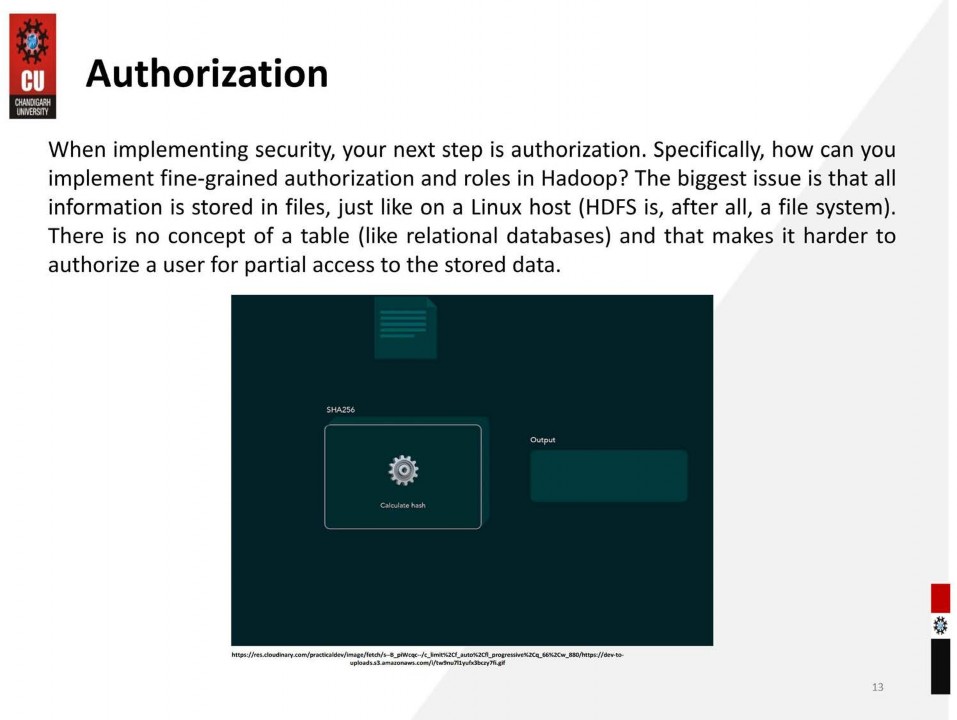 CU
CHANDIGARH
UNIVERSITY
Authorization
When implementing security, your next step is authorization. Specifically, how can you
implement fine-grained authorization and roles in Hadoop? The biggest issue is that all
information is stored in files, just like on a Linux host (HDFS is, after all, a file system).
There is no concept of a table (like relational databases) and that makes it harder to
authorize a user for partial access to the stored data.
SHA256
Output
Calculate hash
https://res.cloudinary.com/practicaldev/image/fetch/s--B_piWcqc--/c_limit%2Cf_auto%2Cfl_progressive%2Cq_66%2Cw_880/https://dev-to-
uploads.s3.amazonaws.com/i/tw9nu7l1yufx3bczy7fi.gif
13